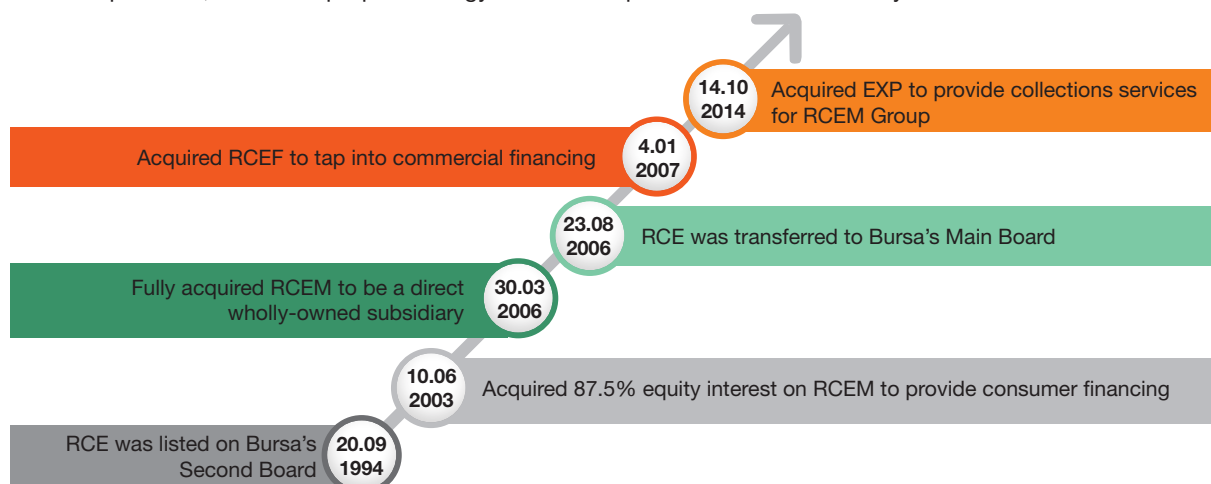 14.10
2014
Acquired EXP to provide collections services
for RCEM Group
Acquired RCEF to tap into commercial financing
4.01
2007
23.08
2006
RCE was transferred to Bursa's Main Board
Fully acquired RCEM to be a direct
wholly-owned subsidiary
30.03
2006
10.06
2003
Acquired 87.5% equity interest on RCEM to provide consumer financing
RCE was listed on Bursa's
Second Board
20.09
1994